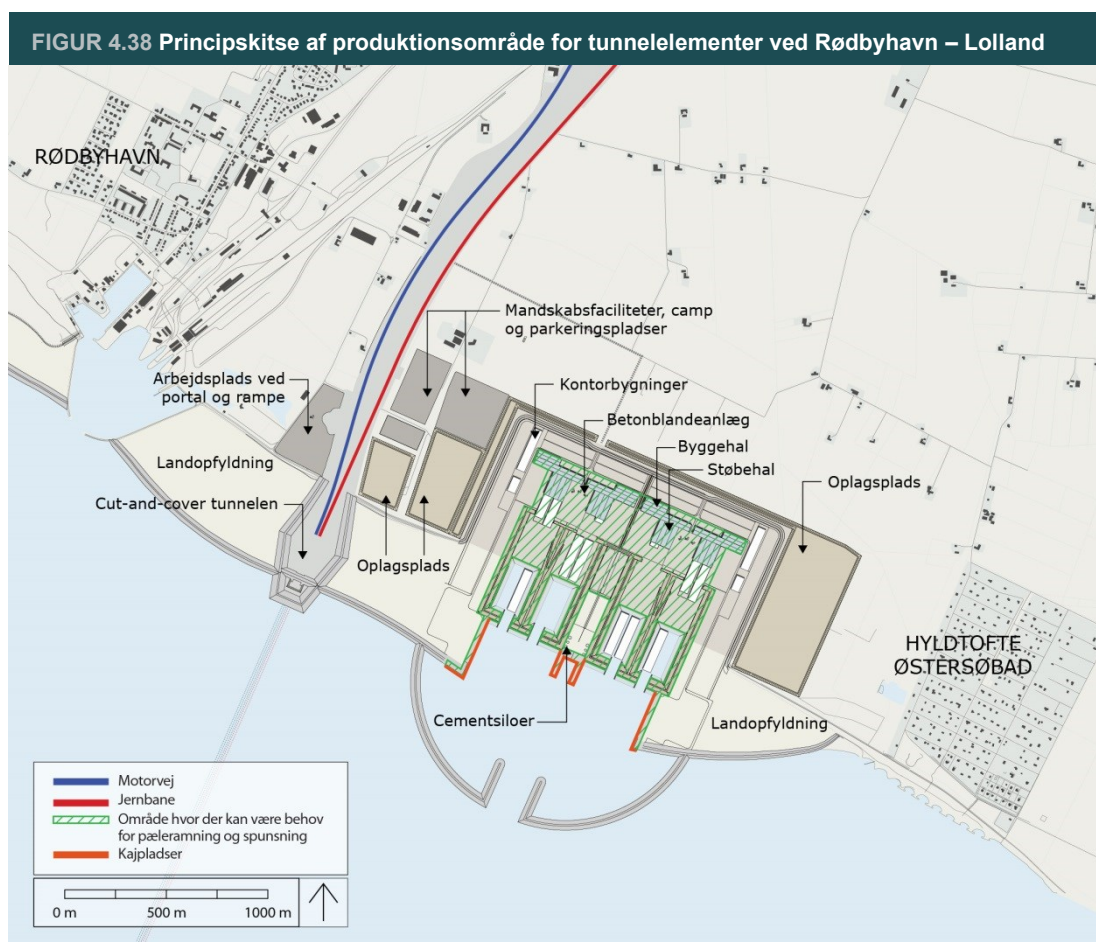 FIGUR 4.38 Principskitse af produktionsområde for tunnelelementer ved Rødbyhavn – Lolland
RØDBYHAVN
Mandskabsfaciliteter, camp
og parkeringspladser
Arbejdsplads ved
portal og rampe
Kontorbygninger
Betonblandeanlæg
Byggehal
Støbehal
Landopfyldning
Oplagsplads
Cut-and-cover tunnelen
Oplagsplads
HYLDTOFTE
ØSTERSØBAD
Cementsiloer
Landopfyldning
Motorvej
Jernbane
Område hvor der kan være behov
for pæleramning og spunsning
Kajpladser
0 m 500 m 1000 m